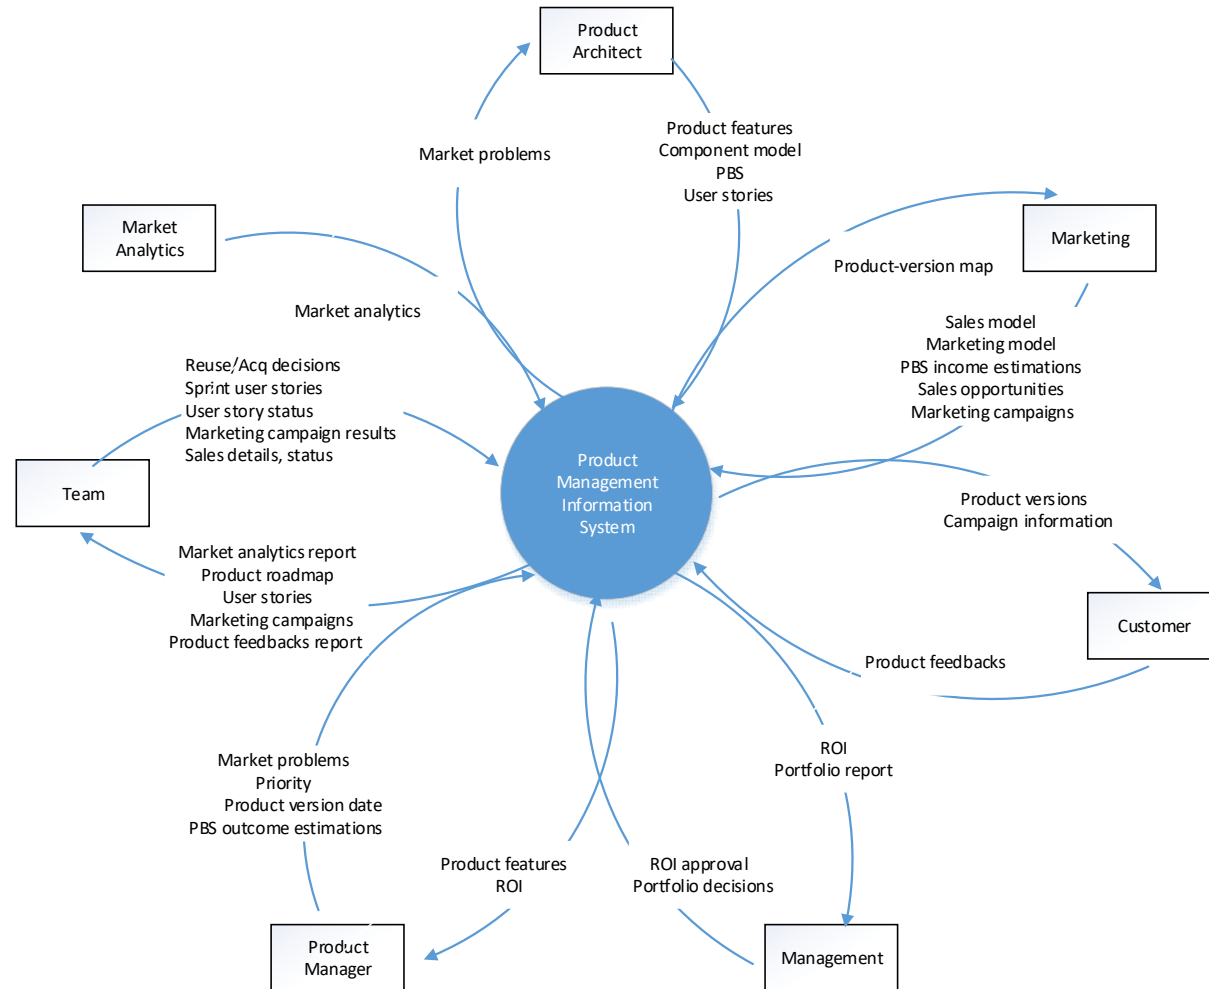 Product
Architect
Market problems
Product features
Component model
PBS
User stories
Market
Analytics
Marketing
Product-version map
Market analytics
Sales model
Marketing model
PBS income estimations
Sales opportunities
Marketing campaigns
Reuse/Acq decisions
Sprint user stories
User story status
Marketing campaign results
Sales details, status
Product
Management
Information
System
Team
Product versions
Campaign information
Market analytics report
Product roadmap
User stories
Marketing campaigns
Product feedbacks report
Customer
Product feedbacks
Market problems
Priority
Product version date
PBS outcome estimations
ROI
Portfolio report
Product features
ROI
ROI approval
Portfolio decisions
Product
Manager
Management